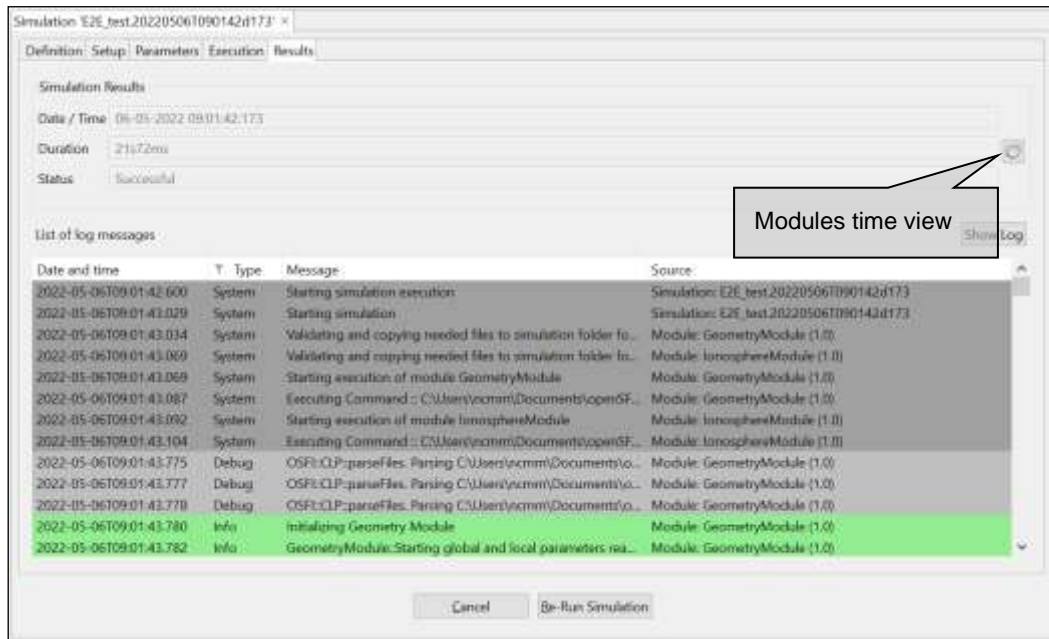 Simulation 'E2E_test.20220506T090142d173' ×
Definition Setup Parameters Execution Results
Simulation Results
Date / Time 06-05-2022 09:01:42.173
Duration 21s72ms
Status Successful
Modules time view
List of log messages Show Log
Date and time Type Message Source
2022-05-06T09:01:42.600 System Starting simulation execution Simulation: E2E_test.20220506T090142d173
2022-05-06T09:01:43.029 System Starting simulation Simulation: E2E_test.20220506T090142d173
2022-05-06T09:01:43.034 System Validating and copying needed files to simulation folder fo... Module: GeometryModule (1.0)
2022-05-06T09:01:43.069 System Validating and copying needed files to simulation folder fo... Module: IonosphereModule (1.0)
2022-05-06T09:01:43.069 System Starting execution of module GeometryModule Module: GeometryModule (1.0)
2022-05-06T09:01:43.087 System Executing Command :: C:\Users\ncmm\Documents\openSF... Module: GeometryModule (1.0)
2022-05-06T09:01:43.092 System Starting execution of module IonosphereModule Module: IonosphereModule (1.0)
2022-05-06T09:01:43.104 System Executing Command :: C:\Users\ncmm\Documents\openSF... Module: IonosphereModule (1.0)
2022-05-06T09:01:43.775 Debug OSFI::CLP::parseFiles. Parsing C:\Users\ncmm\Documents\o... Module: GeometryModule (1.0)
2022-05-06T09:01:43.777 Debug OSFI::CLP::parseFiles. Parsing C:\Users\ncmm\Documents\o... Module: GeometryModule (1.0)
2022-05-06T09:01:43.778 Debug OSFI::CLP::parseFiles. Parsing C:\Users\ncmm\Documents\o... Module: GeometryModule (1.0)
2022-05-06T09:01:43.780 Info Initializing Geometry Module Module: GeometryModule (1.0)
2022-05-06T09:01:43.782 Info GeometryModule::Starting global and local parameters rea... Module: GeometryModule (1.0)
Cancel Re-Run Simulation